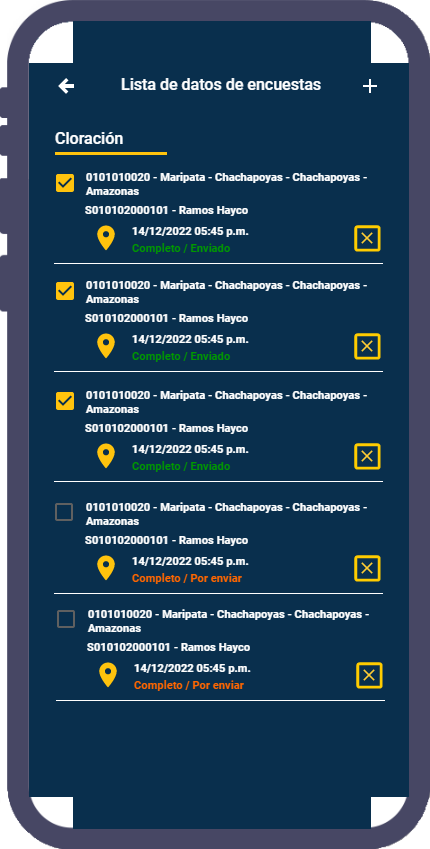 Lista de datos de encuestas
Cloración
0101010020 - Maripata - Chachapoyas - Chachapoyas -
Amazonas
S010102000101 - Ramos Hayco
14/12/2022 05:45 p.m.
Completo / Enviado
0101010020 - Maripata - Chachapoyas - Chachapoyas -
Amazonas
S010102000101 - Ramos Hayco
14/12/2022 05:45 p.m.
Completo / Enviado
0101010020 - Maripata - Chachapoyas - Chachapoyas -
Amazonas
S010102000101 - Ramos Hayco
14/12/2022 05:45 p.m.
Completo / Enviado
0101010020 - Maripata - Chachapoyas - Chachapoyas -
Amazonas
S010102000101 - Ramos Hayco
14/12/2022 05:45 p.m.
Completo / Por enviar
0101010020 - Maripata - Chachapoyas - Chachapoyas -
Amazonas
S010102000101 - Ramos Hayco
14/12/2022 05:45 p.m.
Completo / Por enviar